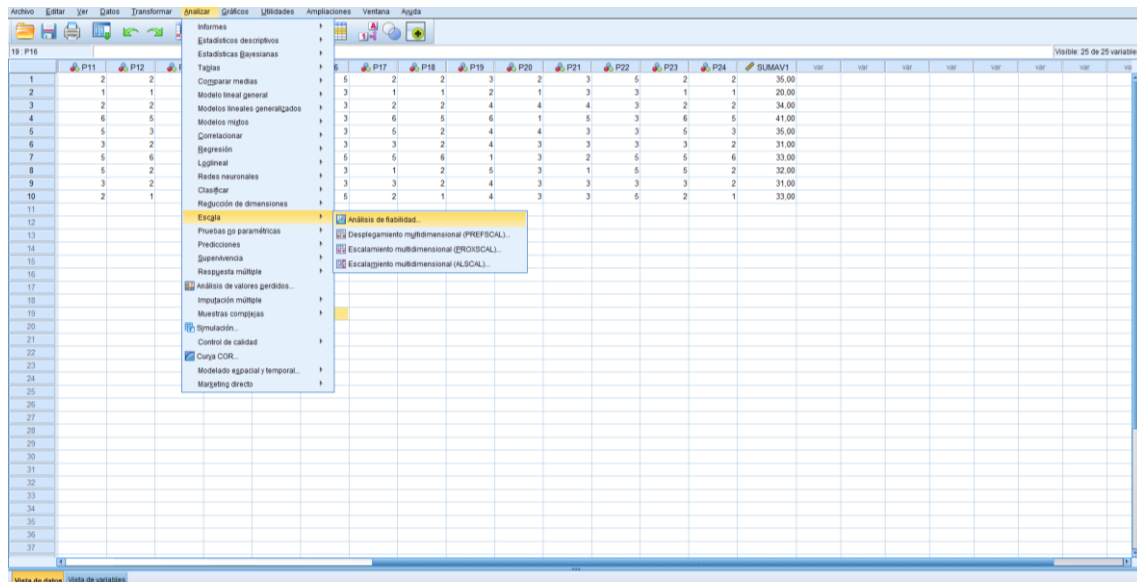 Archivo Editar Ver Datos Transformar Analizar Gráficos Utilidades Ampliaciones Ventana Ayuda
19 : P16 Visible: 25 de 25 variable
P11 P12 P17 P18 P19 P20 P21 P22 P23 P24 SUMAV1 var var var var var var var
1 2 2 5 2 2 3 2 3 5 2 2 35,00
2 1 1 3 1 1 2 1 3 3 1 1 20,00
3 2 2 3 2 2 4 4 4 3 2 2 34,00
4 6 5 3 6 5 6 1 5 3 6 5 41,00
5 5 3 3 5 2 4 4 3 3 5 3 35,00
6 3 2 3 3 2 4 3 3 3 3 2 31,00
7 5 6 5 5 6 1 3 2 5 5 6 33,00
8 5 2 3 1 2 5 3 1 5 5 2 32,00
9 3 2 3 3 2 4 3 3 3 3 2 31,00
10 2 1 5 2 1 4 3 3 5 2 1 33,00
11
12
13
14
15
16
17
18
19
20
21
22
23
24
25
26
27
28
29
30
31
32
33
34
35
36
37
Informes
Estadísticos descriptivos
Estadísticas Bayesianas
Tablas
Comparar medias
Modelo lineal general
Modelos lineales generalizados
Modelos mixtos
Correlacionar
Regresión
Loglineal
Redes neuronales
Clasificar
Reducción de dimensiones
Escala
Pruebas no paramétricas
Predicciones
Supervivencia
Respuesta múltiple
Análisis de valores perdidos...
Imputación múltiple
Muestras complejas
Simulación...
Control de calidad
Curva COR...
Modelado espacial y temporal...
Marketing directo
Análisis de fiabilidad...
Desplegamiento multidimensional (PREFSCAL)...
Escalamiento multidimensional (PROXSCAL)...
Escalamiento multidimensional (ALSCAL)...
Vista de datos Vista de variables